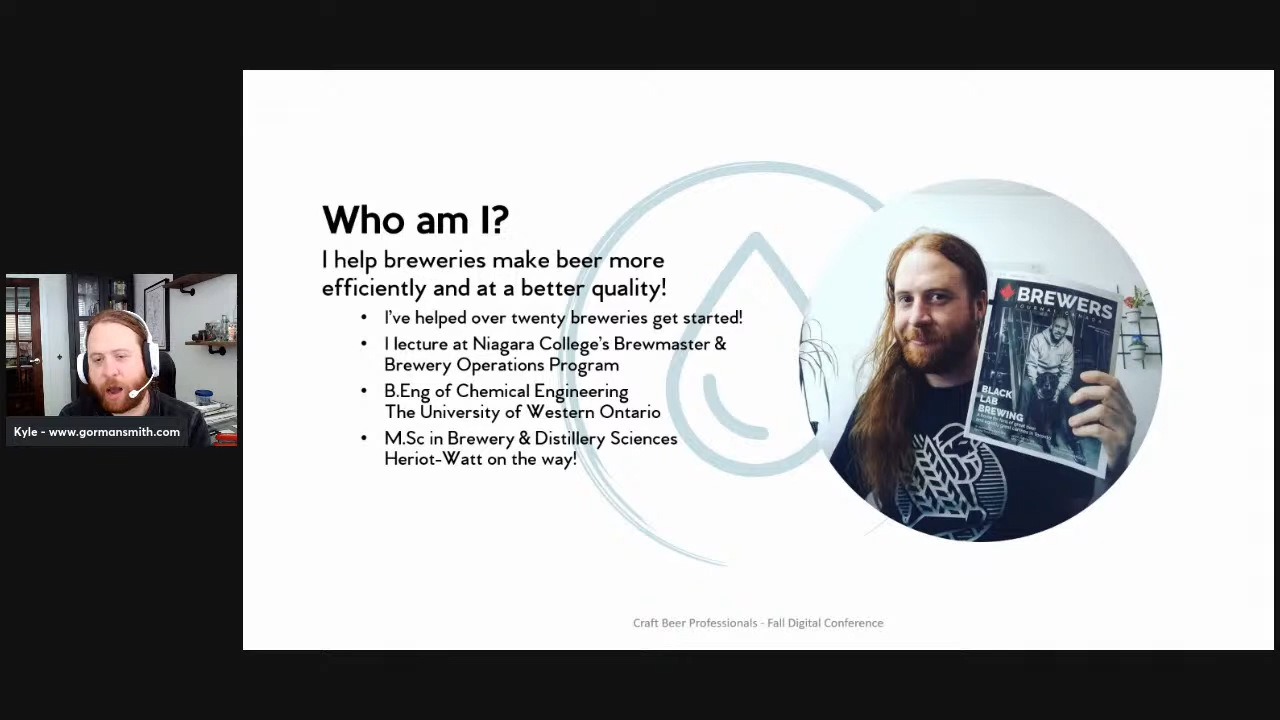 Who am I?
I help breweries make beer more
efficiently and at a better quality!
• I've helped over twenty breweries get started!
• I lecture at Niagara College's Brewmaster &
Brewery Operations Program
• B.Eng of Chemical Engineering
The University of Western Ontario
• M.Sc in Brewery & Distillery Sciences
Heriot-Watt on the way!
BREWERS
JOURNAL
BLACK
LAB
BREWING
Kyle - www.gormansmith.com
Craft Beer Professionals - Fall Digital Conference